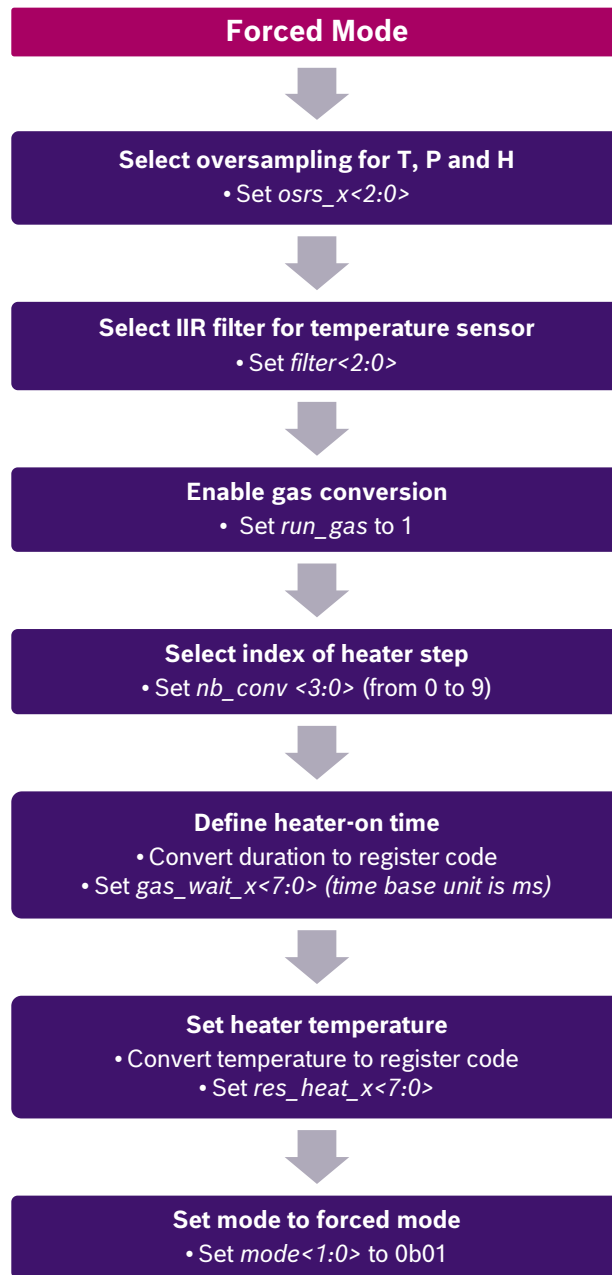 Forced Mode
Select oversampling for T, P and H
• Set osrs_x<2:0>
Select IIR filter for temperature sensor
• Set filter<2:0>
Enable gas conversion
• Set run_gas to 1
Select index of heater step
• Set nb_conv <3:0> (from 0 to 9)
Define heater-on time
• Convert duration to register code
• Set gas_wait_x<7:0> (time base unit is ms)
Set heater temperature
• Convert temperature to register code
• Set res_heat_x<7:0>
Set mode to forced mode
• Set mode<1:0> to 0b01